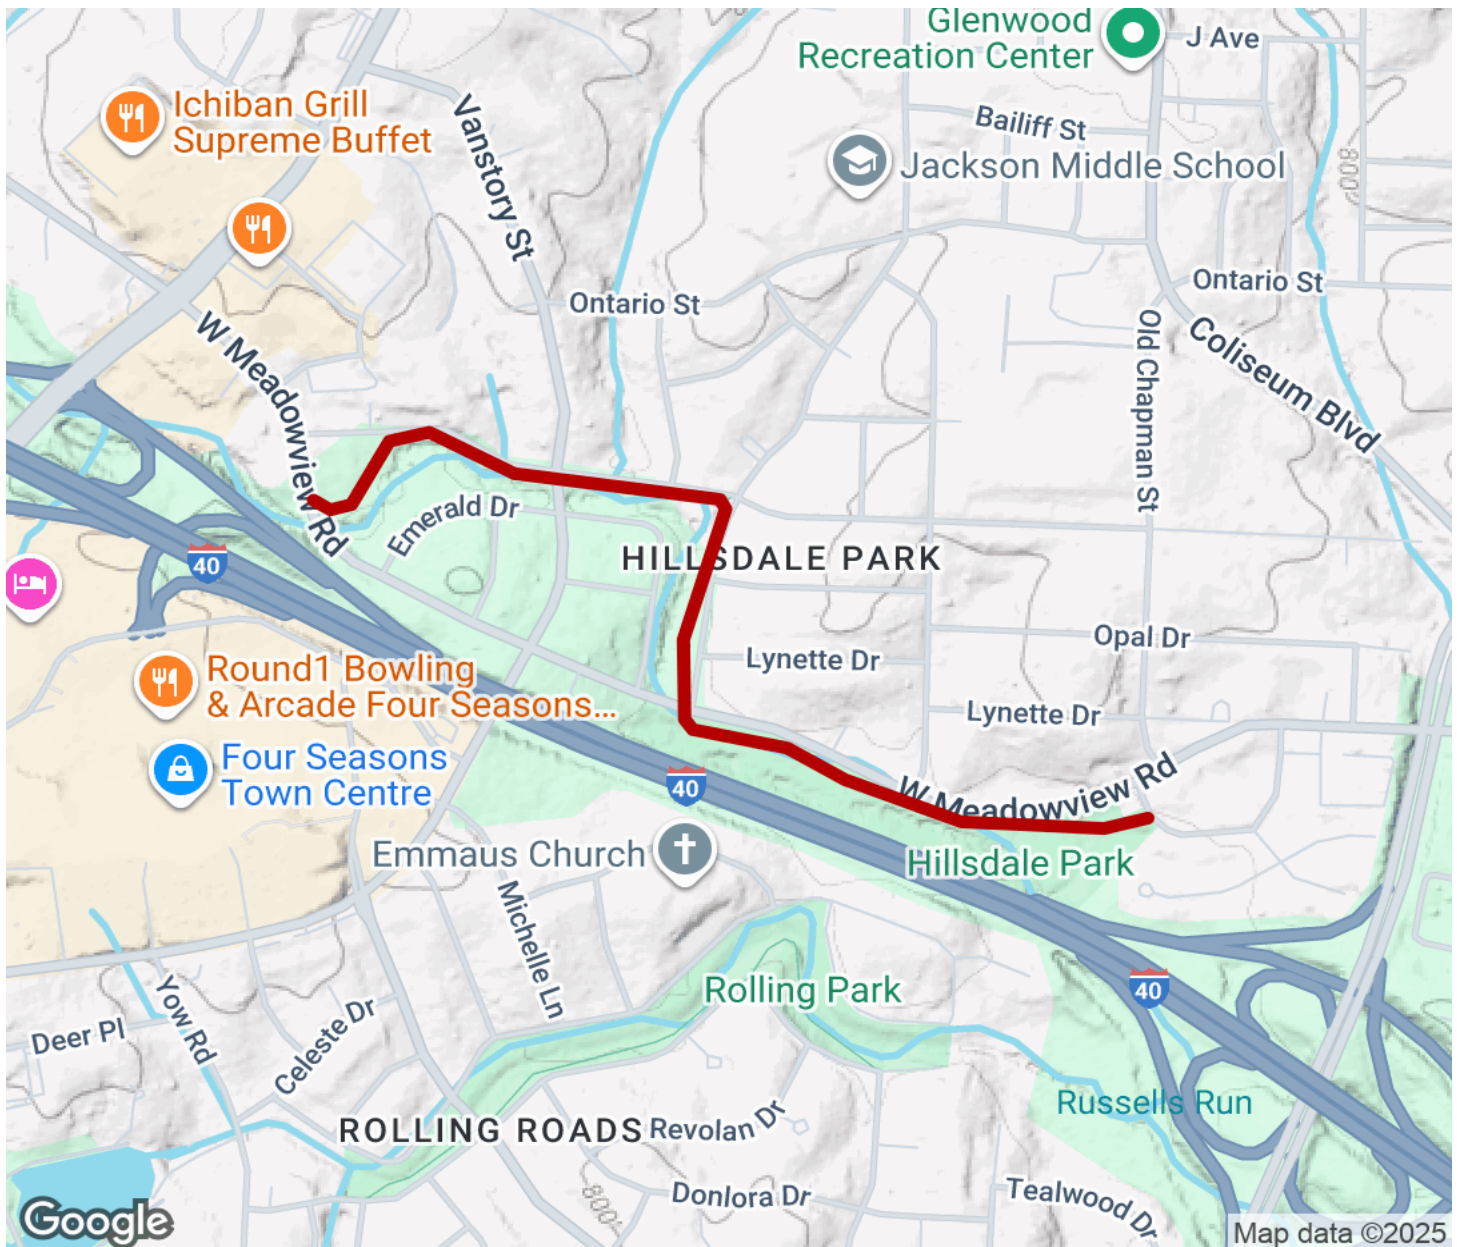 Glenwood
Recreation Center
J Ave
Ichiban Grill
Supreme Buffet
Vanstory St
Bailiff St
Jackson Middle School
800
Ontario St
Ontario St
W Meadowview Rd
Old Chapman St
Coliseum Blvd
Emerald Dr
40
HILLSDALE PARK
Opal Dr
Lynette Dr
Round1 Bowling
& Arcade Four Seasons...
Lynette Dr
Four Seasons
Town Centre
40
W Meadowview Rd
Emmaus Church
Hillsdale Park
Michelle Ln
Rolling Park
40
Yow Rd
Deer Pl
Celeste Dr
Russells Run
ROLLING ROADS
Revolan Dr
Donlora Dr
Tealwood Dr
800
Google
Map data ©2025